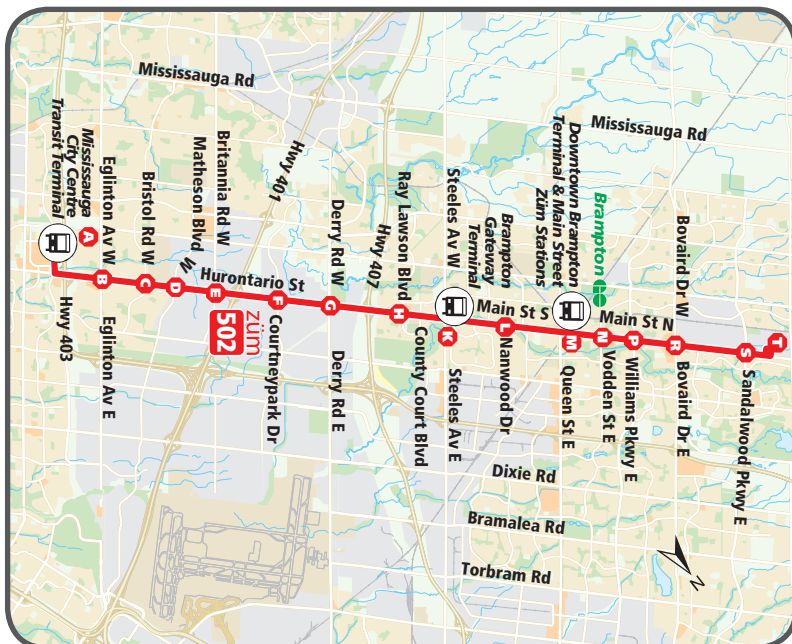 Mississauga Rd
Mississauga Rd
Mississauga
City Centre
Transit Terminal
A
Eglinton Av W
Bristol Rd W
Matheson Blvd W
Britannia Rd W
Hwy 401
Derry Rd W
Hwy 407
Ray Lawson Blvd
Steeles Av W
Brampton
Gateway
Terminal
Downtown Brampton
Terminal & Main Street
Züm Stations
Brampton
Bovaird Dr W
Hurontario St
Main St S
Main St N
B
C
D
E
F
G
H
K
L
M
N
P
R
S
T
züm
502
Hwy 403
Eglinton Av E
Courtneypark Dr
Derry Rd E
County Court Blvd
Steeles Av E
Nanwood Dr
Queen St E
Vodden St E
Williams Pkwy E
Bovaird Dr E
Sandalwood Pkwy E
Dixie Rd
Bramalea Rd
Torbram Rd
N